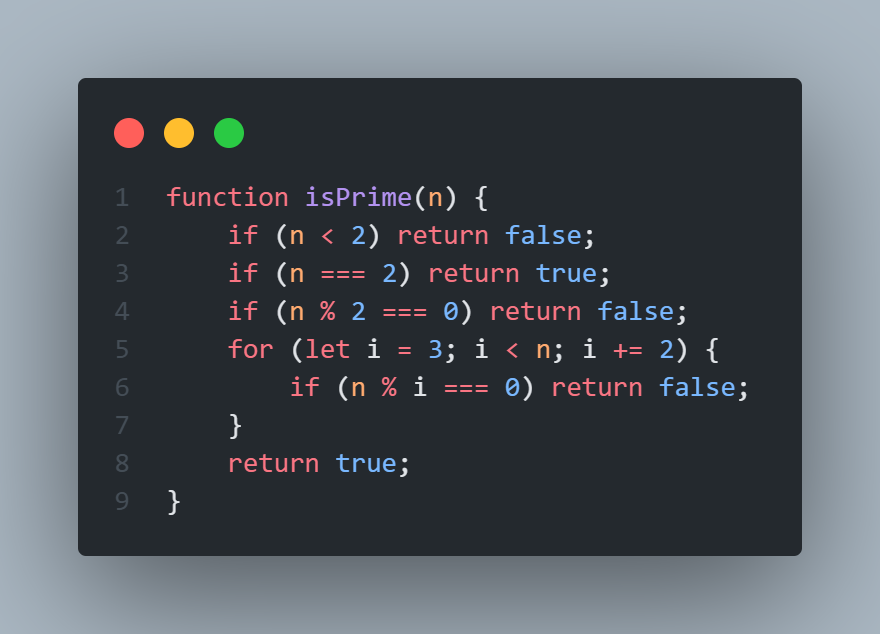 1 function isPrime(n) {
2     if (n < 2) return false;
3     if (n === 2) return true;
4     if (n % 2 === 0) return false;
5     for (let i = 3; i < n; i += 2) {
6         if (n % i === 0) return false;
7     }
8     return true;
9 }